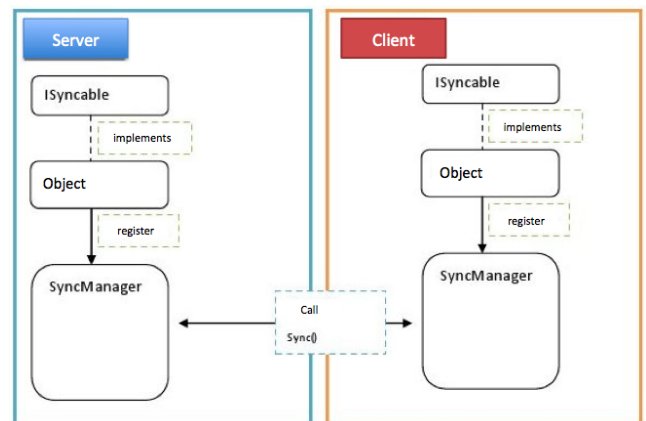 Server
ISyncable
implements
Object
register
SyncManager
Call
Sync()
Client
ISyncable
implements
Object
register
SyncManager